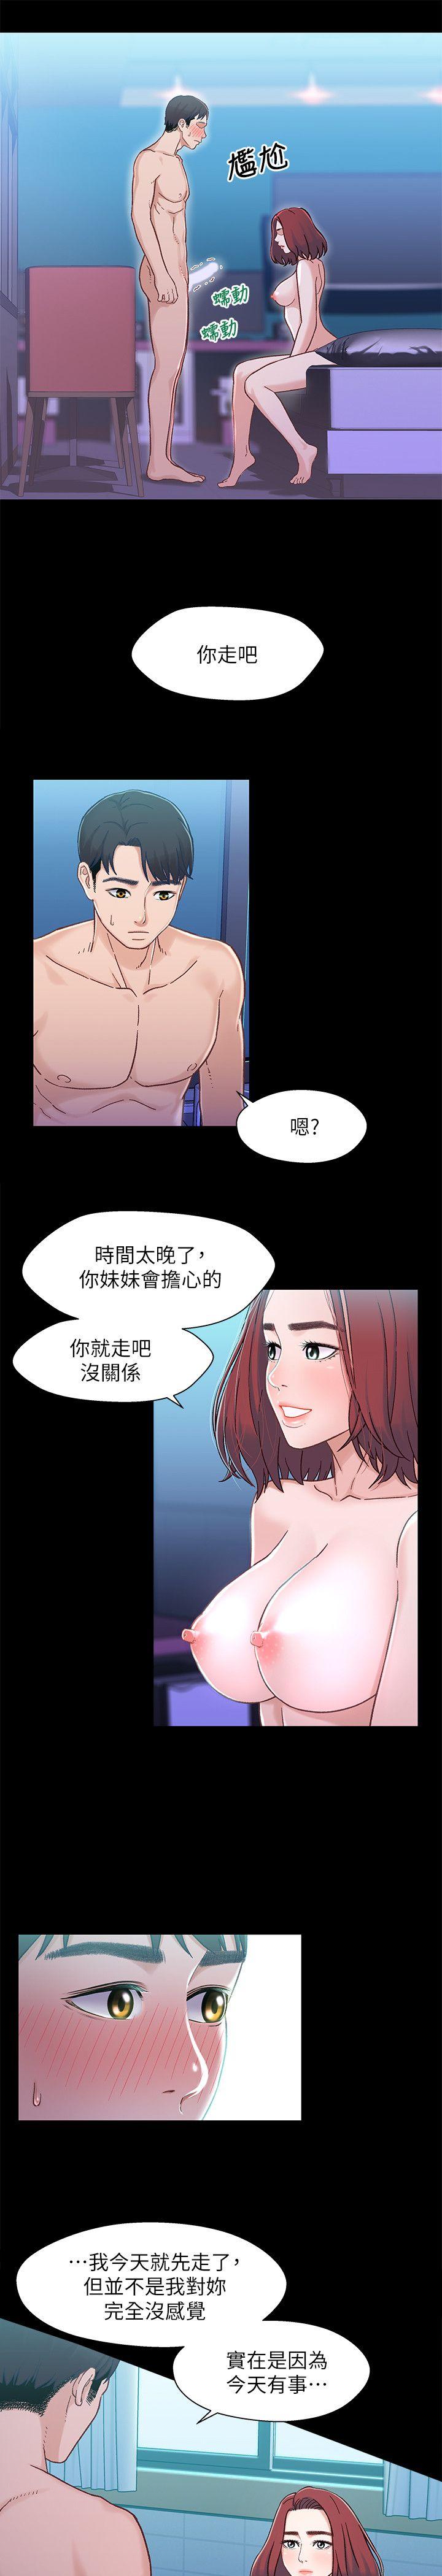 尷尬
蠕動
蠕動
你走吧
嗯?
時間太晚了，
你妹妹會擔心的
你就走吧
沒關係
…我今天就先走了，
但並不是我對妳
完全沒感覺
實在是因為
今天有事…